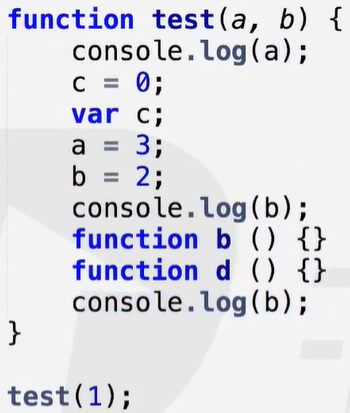 function test(a, b) {
    console.log(a);
    c = 0;
    var c;
    a = 3;
    b = 2;
    console.log(b);
    function b () {}
    function d () {}
    console.log(b);
}

test(1);